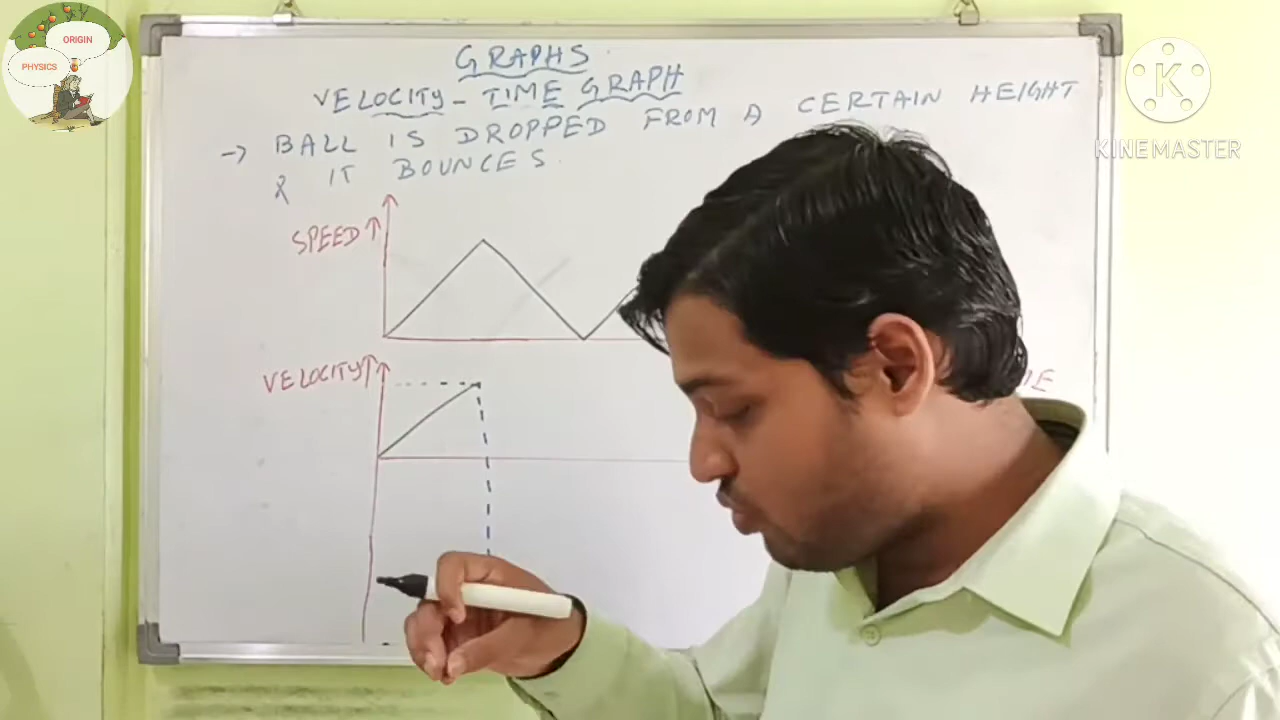 ORIGIN
PHYSICS
K
KINEMASTER
GRAPHS
VELOCITY - TIME GRAPH
→ BALL IS DROPPED FROM A CERTAIN HEIGHT
& IT BOUNCES.
SPEED ↑
VELOCITY ↑